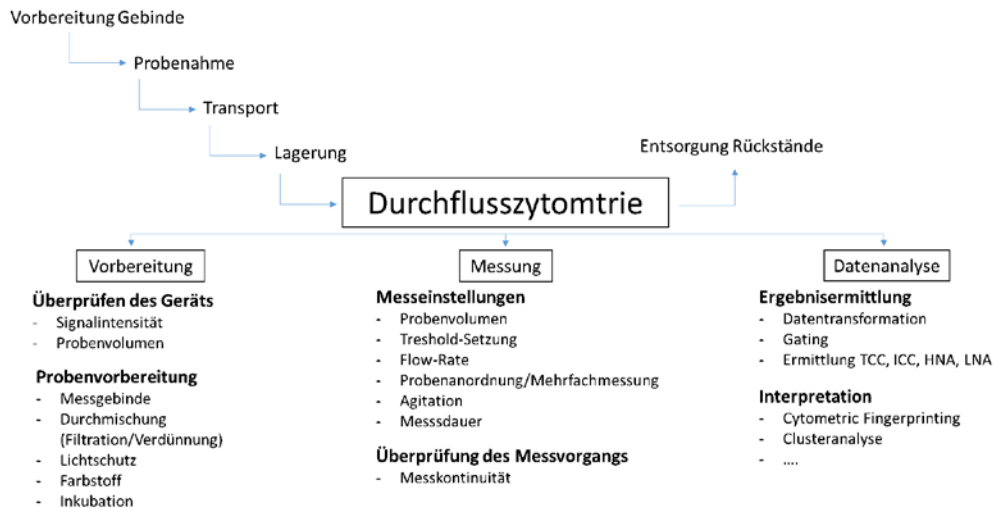 Vorbereitung Gebinde
Probenahme
Transport
Lagerung
Entsorgung Rückstände
Durchflusszytomtrie
Vorbereitung
Überprüfen des Geräts
- Signalintensität
- Probenvolumen
Probenvorbereitung
- Messgebinde
- Durchmischung
(Filtration/Verdünnung)
- Lichtschutz
- Farbstoff
- Inkubation
Messung
Messeinstellungen
- Probenvolumen
- Treshold-Setzung
- Flow-Rate
- Probenanordnung/Mehrfachmessung
- Agitation
- Messsdauer
Überprüfung des Messvorgangs
- Messkontinuität
Datenanalyse
Ergebnisermittlung
- Datentransformation
- Gating
- Ermittlung TCC, ICC, HNA, LNA
Interpretation
- Cytometric Fingerprinting
- Clusteranalyse
- ....